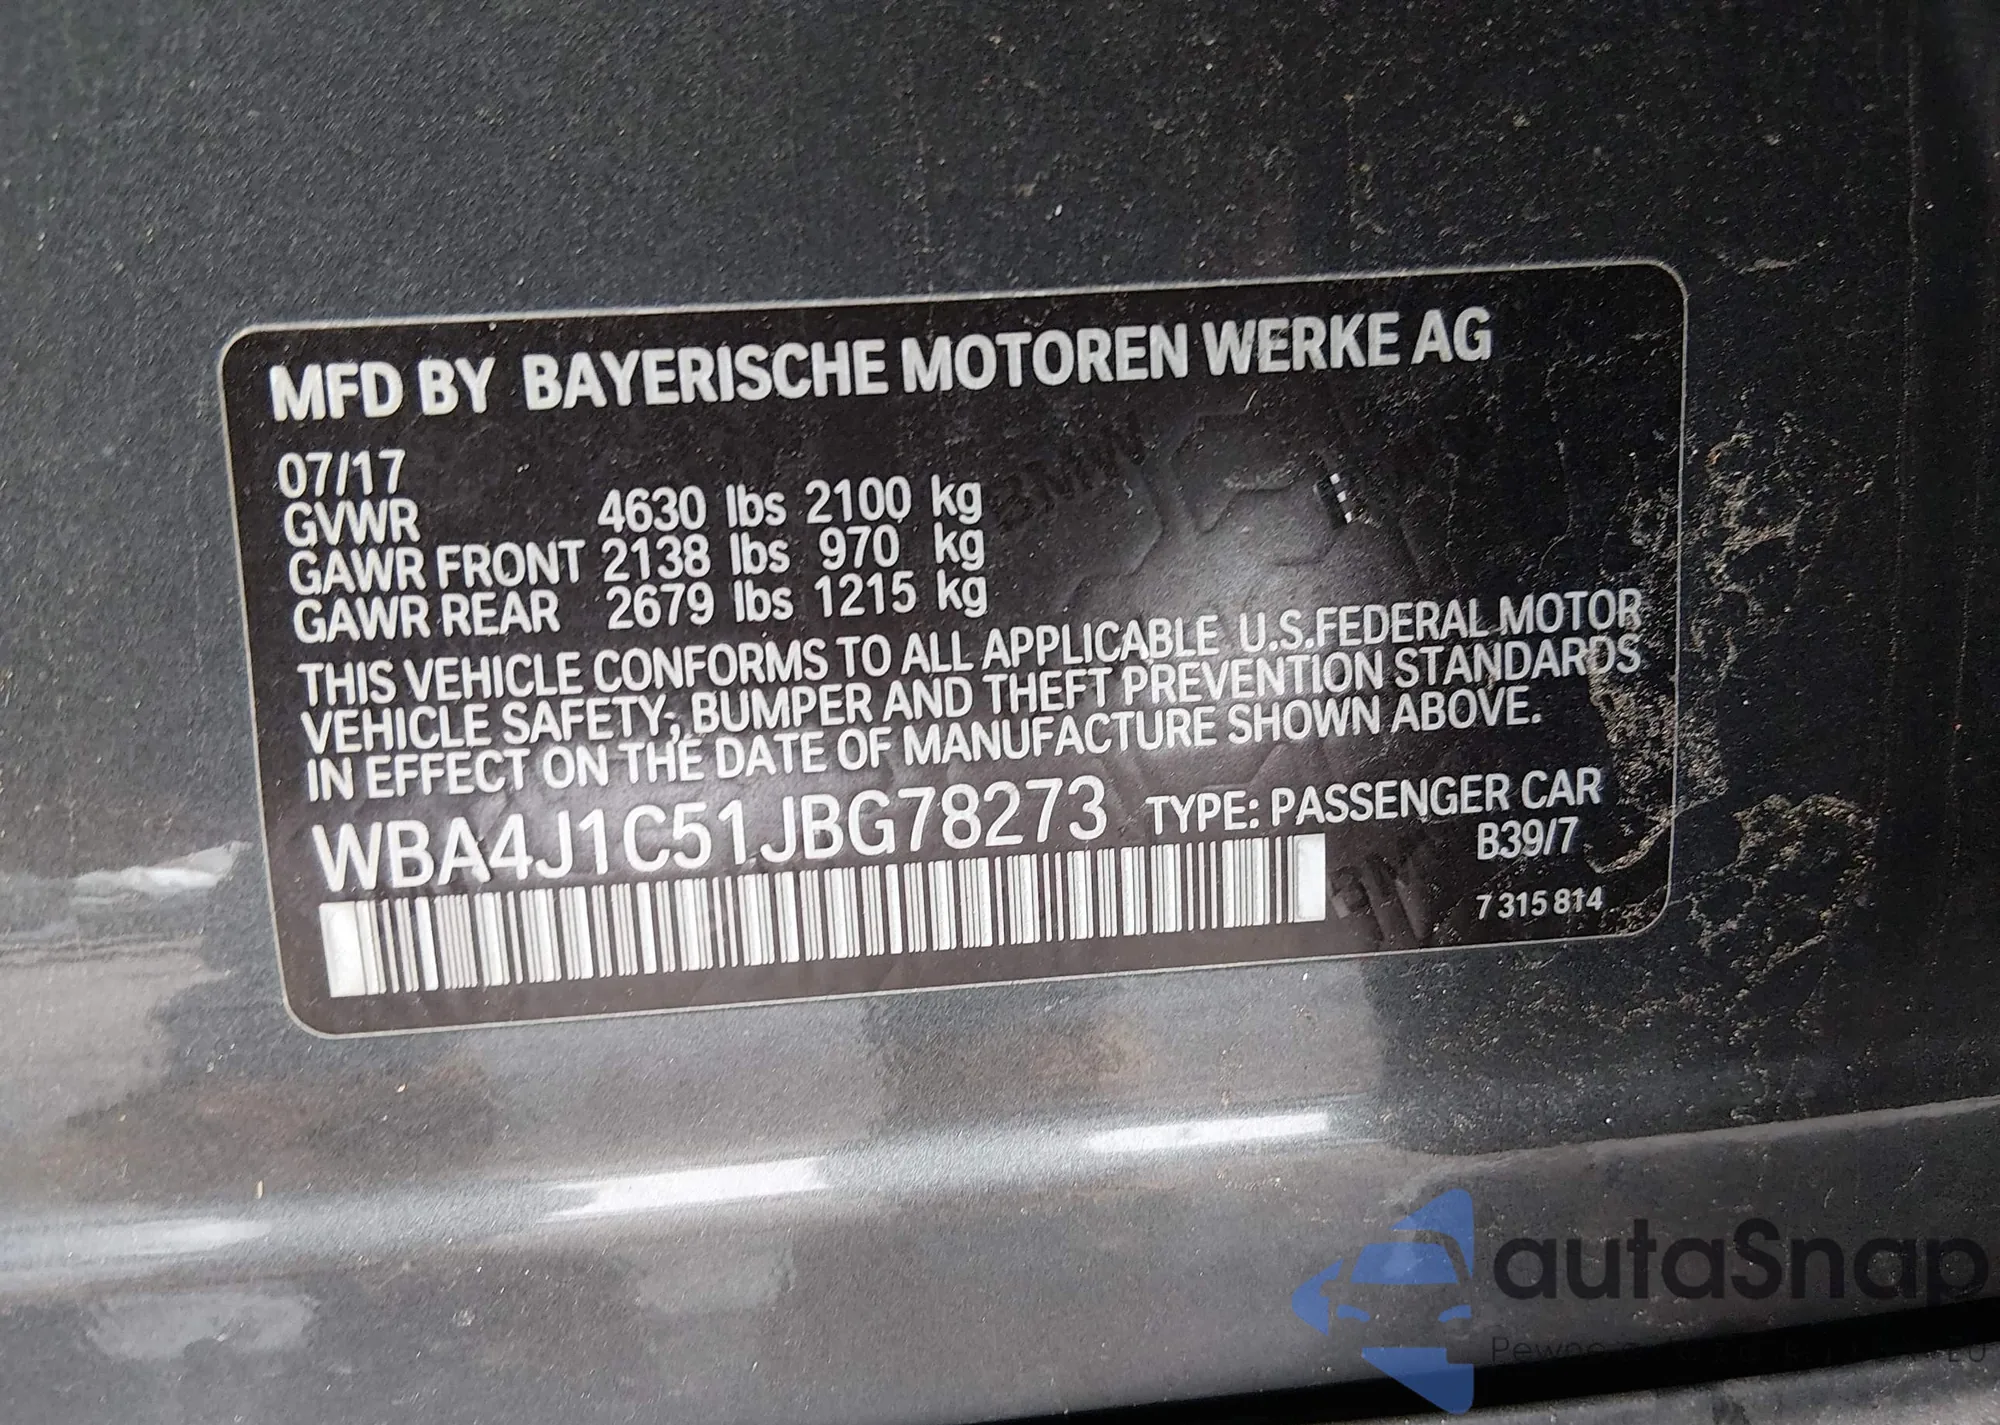 MFD BY BAYERISCHE MOTOREN WERKE AG
07/17
GVWR 4630 lbs 2100 kg
GAWR FRONT 2138 lbs 970 kg
GAWR REAR 2679 lbs 1215 kg
THIS VEHICLE CONFORMS TO ALL APPLICABLE U.S.FEDERAL MOTOR
VEHICLE SAFETY, BUMPER AND THEFT PREVENTION STANDARDS
IN EFFECT ON THE DATE OF MANUFACTURE SHOWN ABOVE.
WBA4J1C51JBG78273 TYPE: PASSENGER CAR
B39/7
7 315 814
autaSnap
Pewne